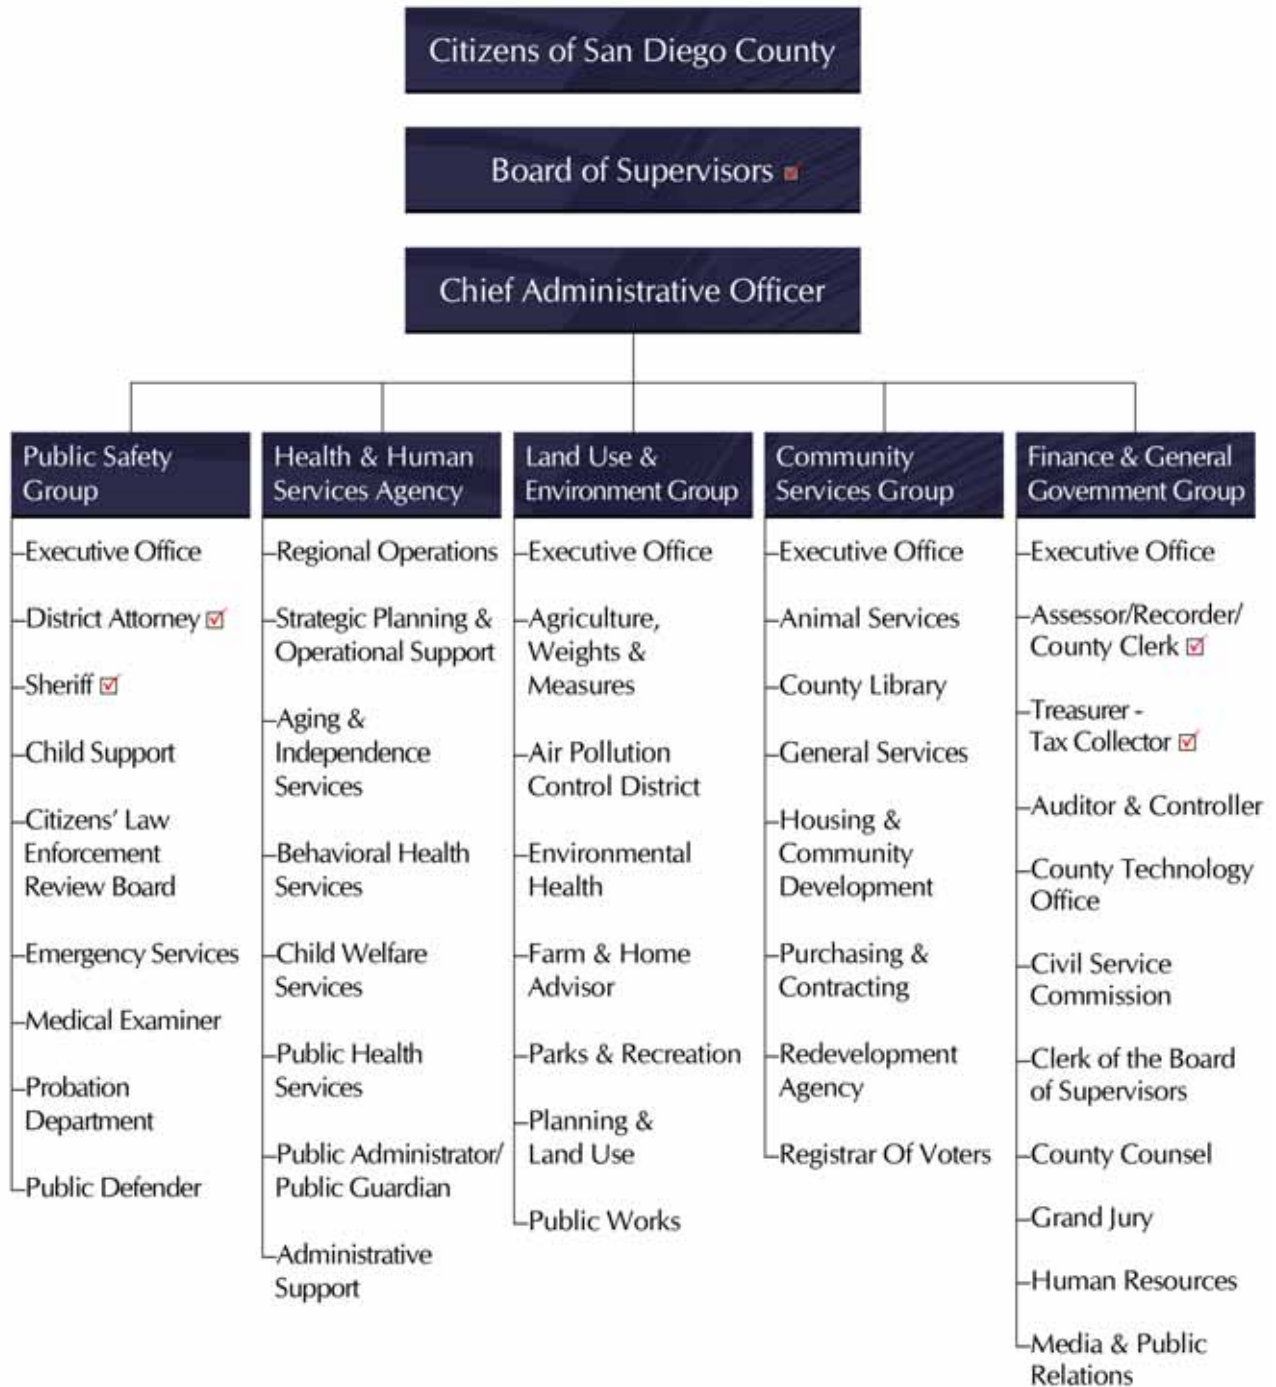 Citizens of San Diego County
Board of Supervisors
Chief Administrative Officer
Public Safety
Group
Executive Office
District Attorney
Sheriff
Child Support
Citizens’ Law
Enforcement
Review Board
Emergency Services
Medical Examiner
Probation
Department
Public Defender
Health & Human
Services Agency
Regional Operations
Strategic Planning &
Operational Support
Aging &
Independence
Services
Behavioral Health
Services
Child Welfare
Services
Public Health
Services
Public Administrator/
Public Guardian
Administrative
Support
Land Use &
Environment Group
Executive Office
Agriculture,
Weights &
Measures
Air Pollution
Control District
Environmental
Health
Farm & Home
Advisor
Parks & Recreation
Planning &
Land Use
Public Works
Community
Services Group
Executive Office
Animal Services
County Library
General Services
Housing &
Community
Development
Purchasing &
Contracting
Redevelopment
Agency
Registrar Of Voters
Finance & General
Government Group
Executive Office
Assessor/Recorder/
County Clerk
Treasurer -
Tax Collector
Auditor & Controller
County Technology
Office
Civil Service
Commission
Clerk of the Board
of Supervisors
County Counsel
Grand Jury
Human Resources
Media & Public
Relations